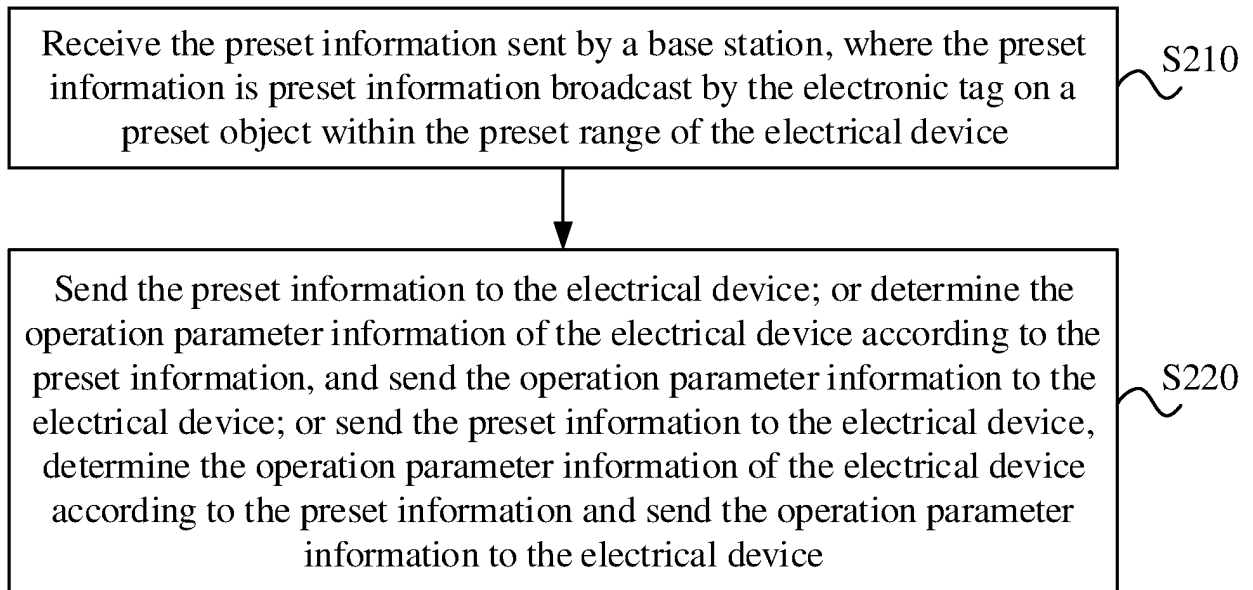 Receive the preset information sent by a base station, where the preset
information is preset information broadcast by the electronic tag on a
preset object within the preset range of the electrical device
S210
Send the preset information to the electrical device; or determine the
operation parameter information of the electrical device according to the
preset information, and send the operation parameter information to the
electrical device; or send the preset information to the electrical device,
determine the operation parameter information of the electrical device
according to the preset information and send the operation parameter
information to the electrical device
S220